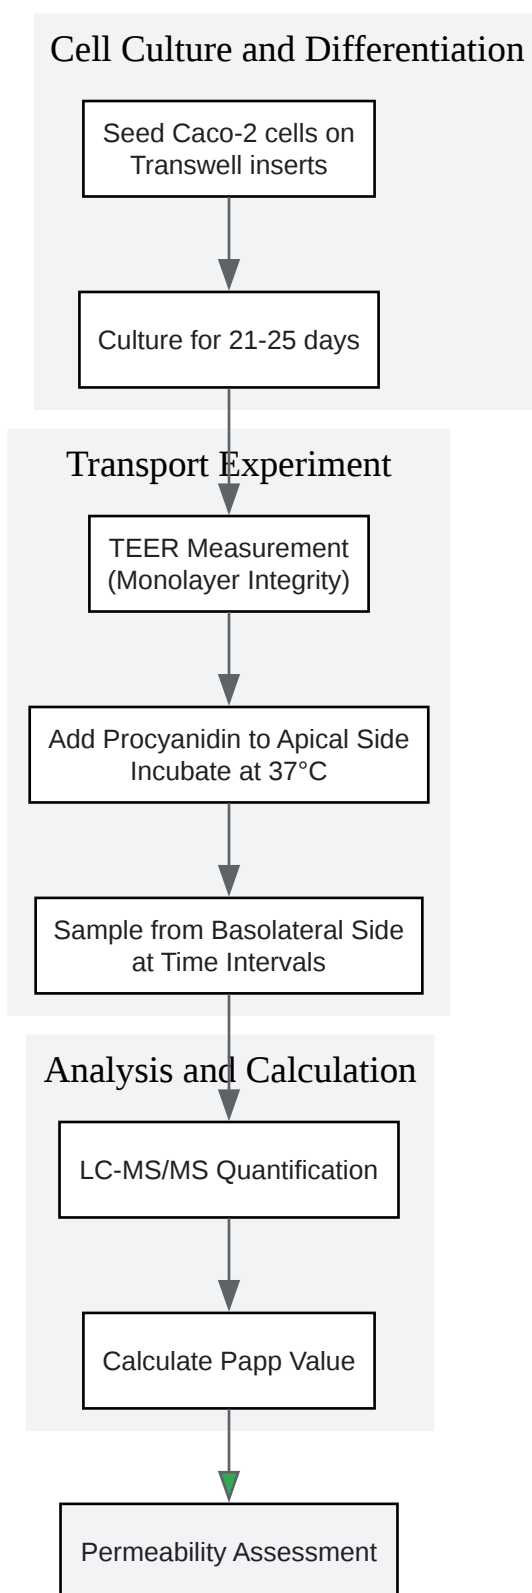 Cell Culture and Differentiation
Seed Caco-2 cells on
Transwell inserts
Culture for 21-25 days
Transport Experiment
TEER Measurement
(Monolayer Integrity)
Add Procyanidin to Apical Side
Incubate at 37°C
Sample from Basolateral Side
at Time Intervals
Analysis and Calculation
LC-MS/MS Quantification
Calculate Papp Value
Permeability Assessment